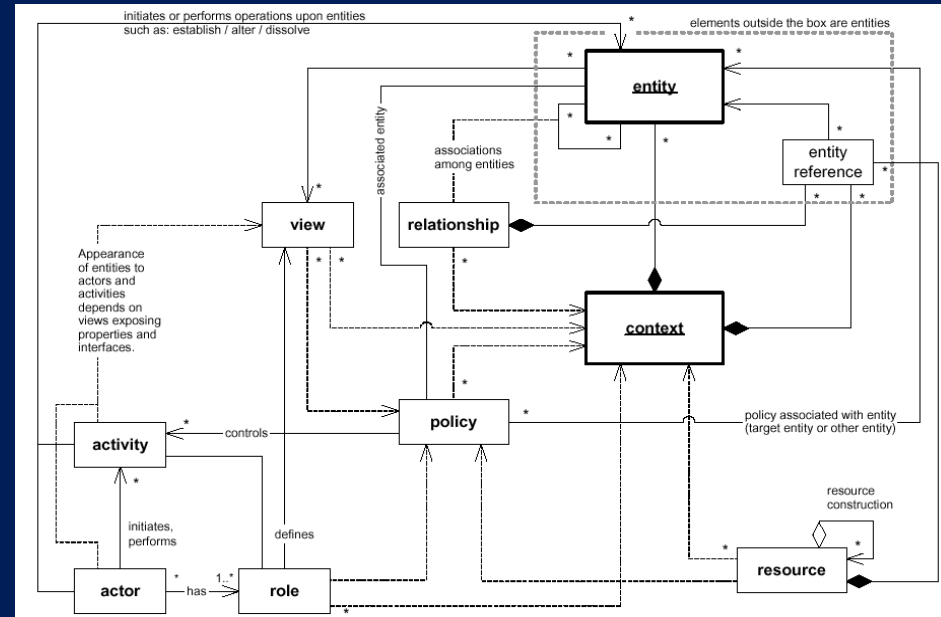 initiates or performs operations upon entities
such as: establish / alter / dissolve
*
elements outside the box are entities
*
*
entity
*
*
*
*
associated entity
associations
among entities
entity
reference
*
*
*
*
view
relationship
*
*
*
Appearance
of entities to
actors and
activities
depends on
views exposing
properties and
interfaces.
context
*
policy
*
policy associated with entity
(target entity or other entity)
*
controls
activity
*
resource
construction
initiates,
performs
defines
*
*
resource
actor
*
has
1..*
role
*